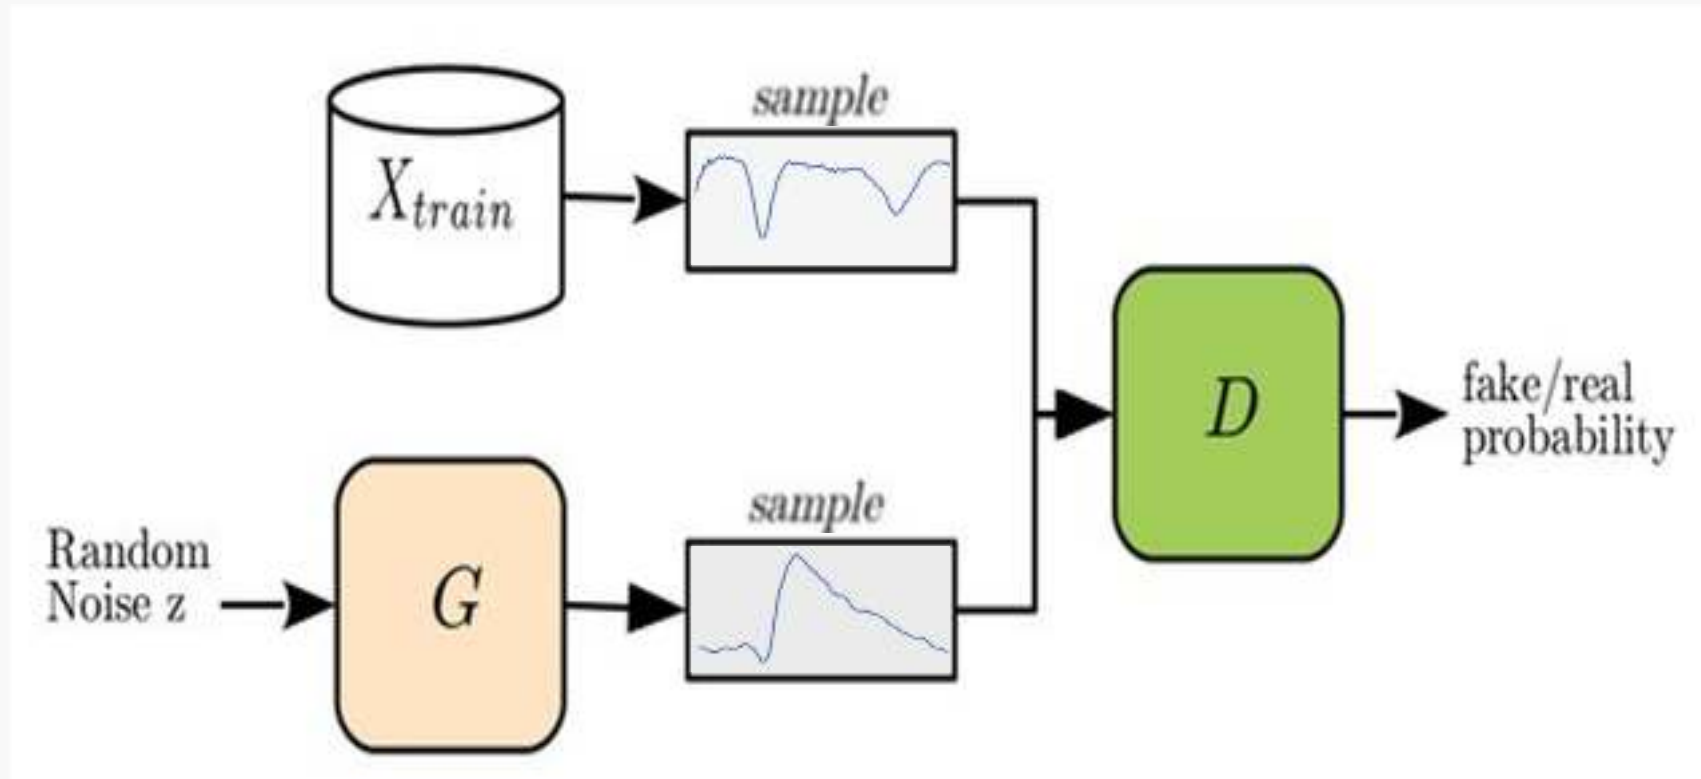 sample
X_train
D
fake/real
probability
sample
Random
Noise z
G